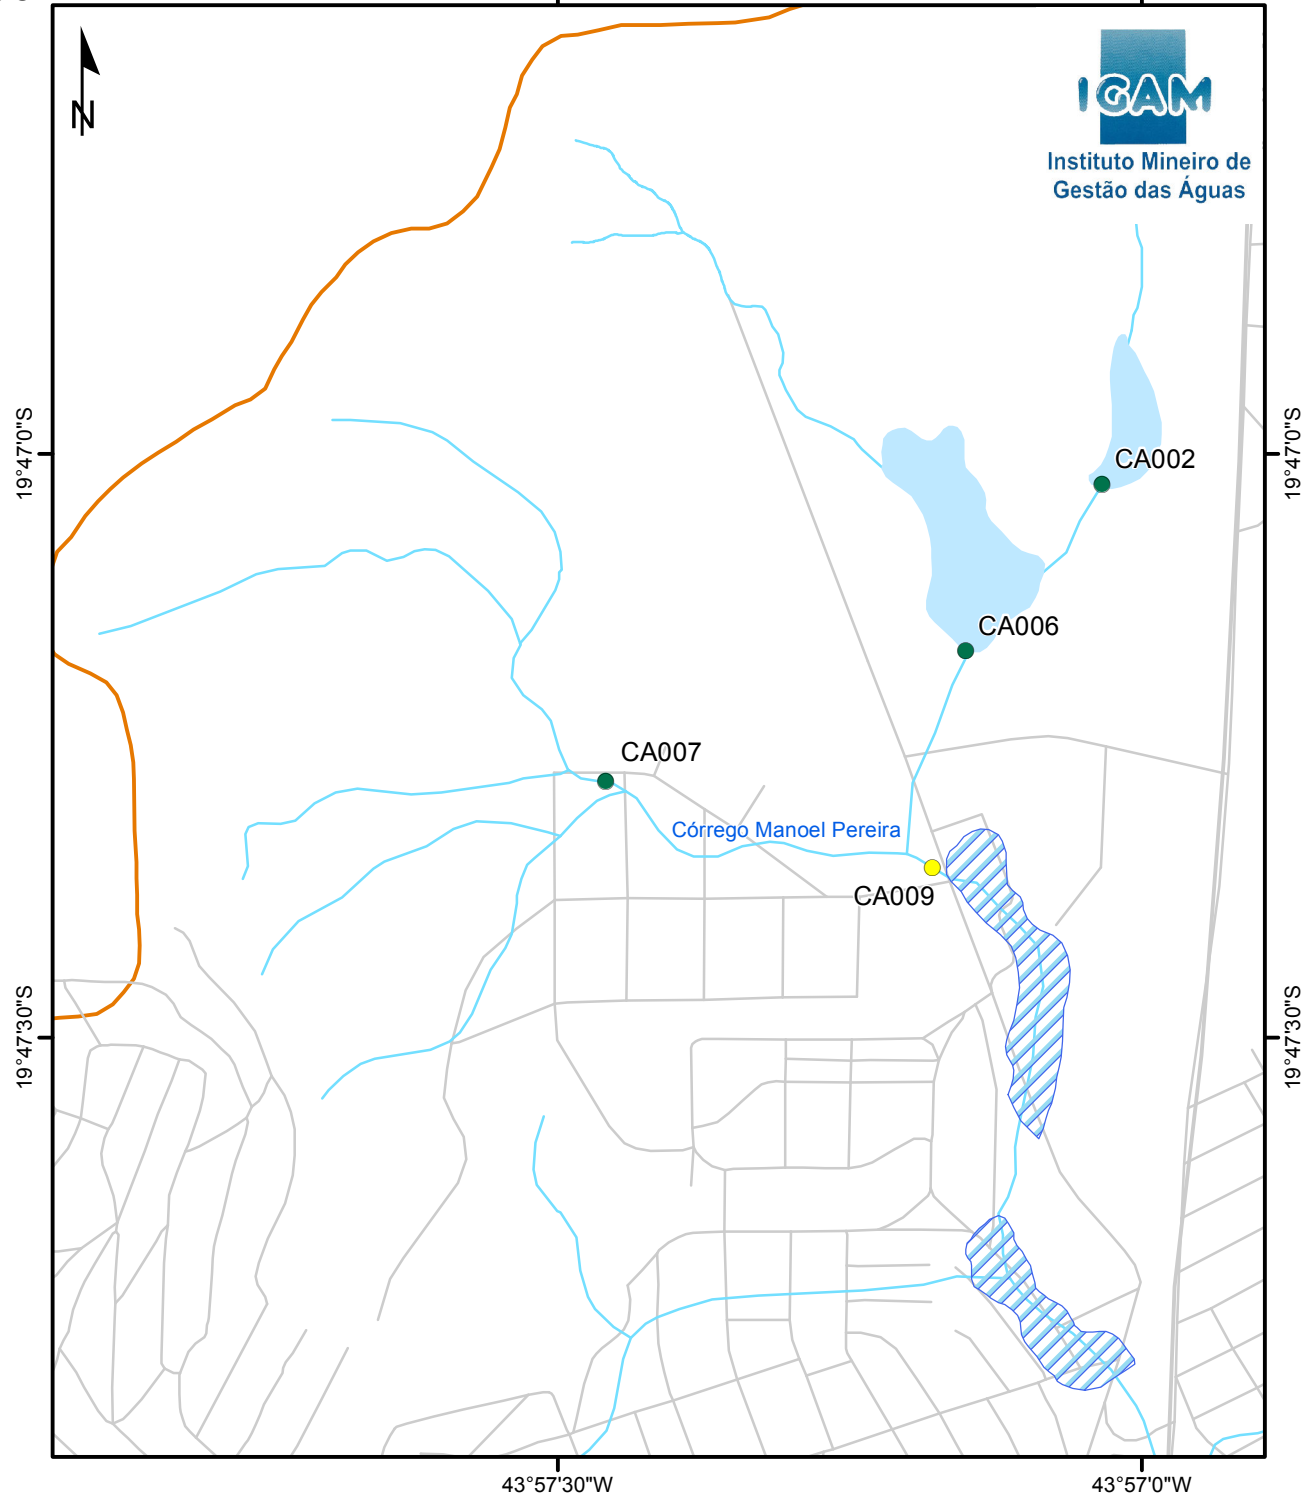 N
IGAM
Instituto Mineiro de
Gestão das Águas
19°47'0"S
19°47'0"S
CA002
CA006
CA007
Córrego Manoel Pereira
CA009
19°47'30"S
19°47'30"S
43°57'30"W
43°57'0"W